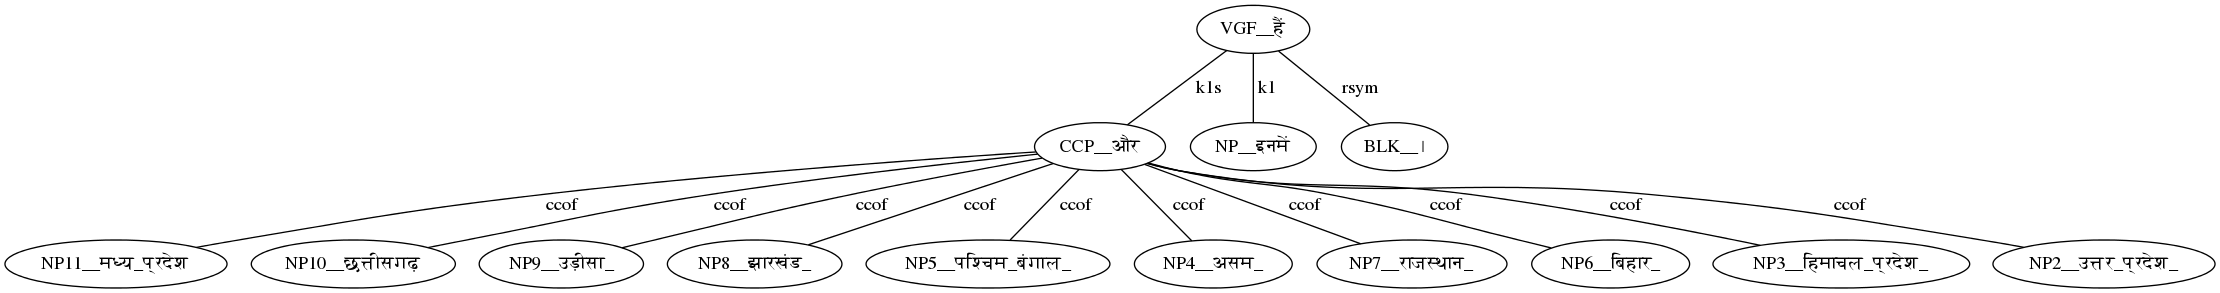 VGF__हैं
k1s k1 rsym
CCP__और NP__इनमें BLK__।
ccof ccof ccof ccof ccof ccof ccof ccof ccof ccof
NP11__मध्य_प्रदेश NP10__छत्तीसगढ़ NP9__उड़ीसा_ NP8__झारखंड_ NP5__पश्चिम_बंगाल_ NP4__असम_ NP7__राजस्थान_ NP6__बिहार_ NP3__हिमाचल_प्रदेश_ NP2__उत्तर_प्रदेश_